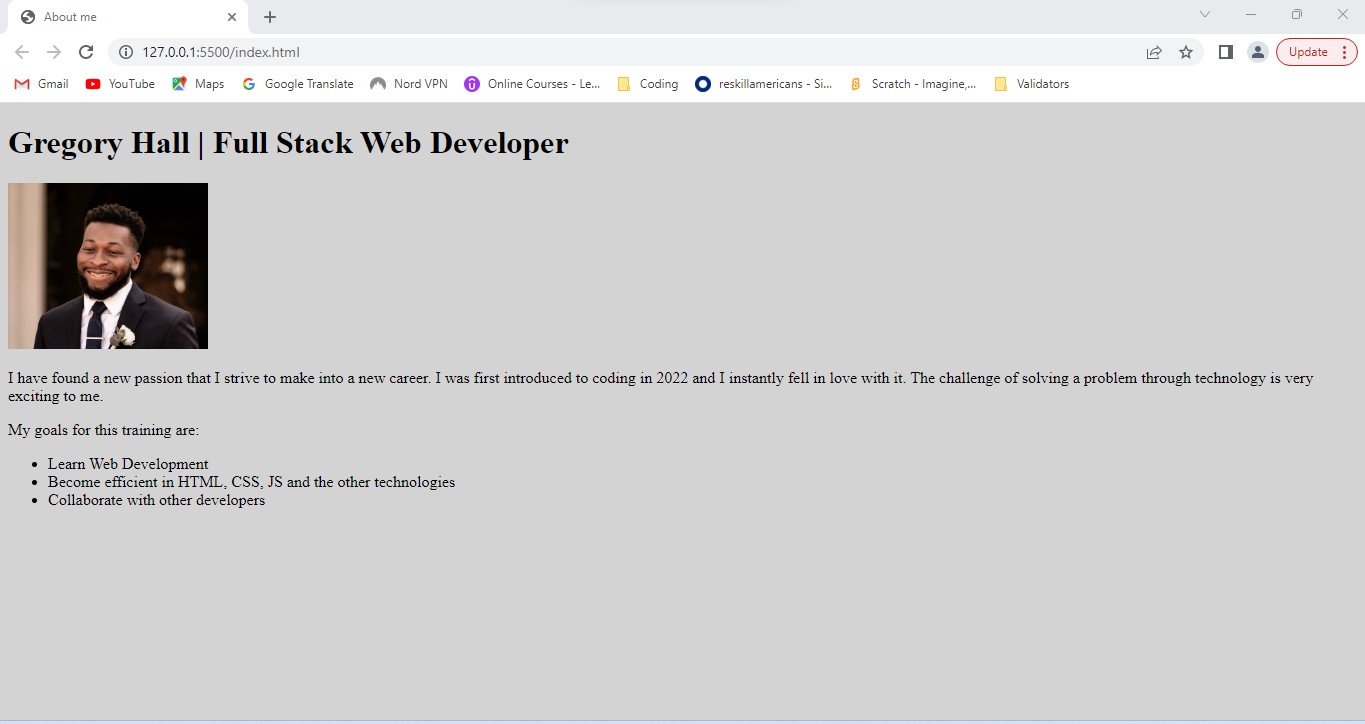 About me
127.0.0.1:5500/index.html
Update
Gmail YouTube Maps Google Translate Nord VPN Online Courses - Le... Coding reskillamericans - Si... Scratch - Imagine,... Validators
Gregory Hall | Full Stack Web Developer
I have found a new passion that I strive to make into a new career. I was first introduced to coding in 2022 and I instantly fell in love with it. The challenge of solving a problem through technology is very
exciting to me.
My goals for this training are:
• Learn Web Development
• Become efficient in HTML, CSS, JS and the other technologies
• Collaborate with other developers